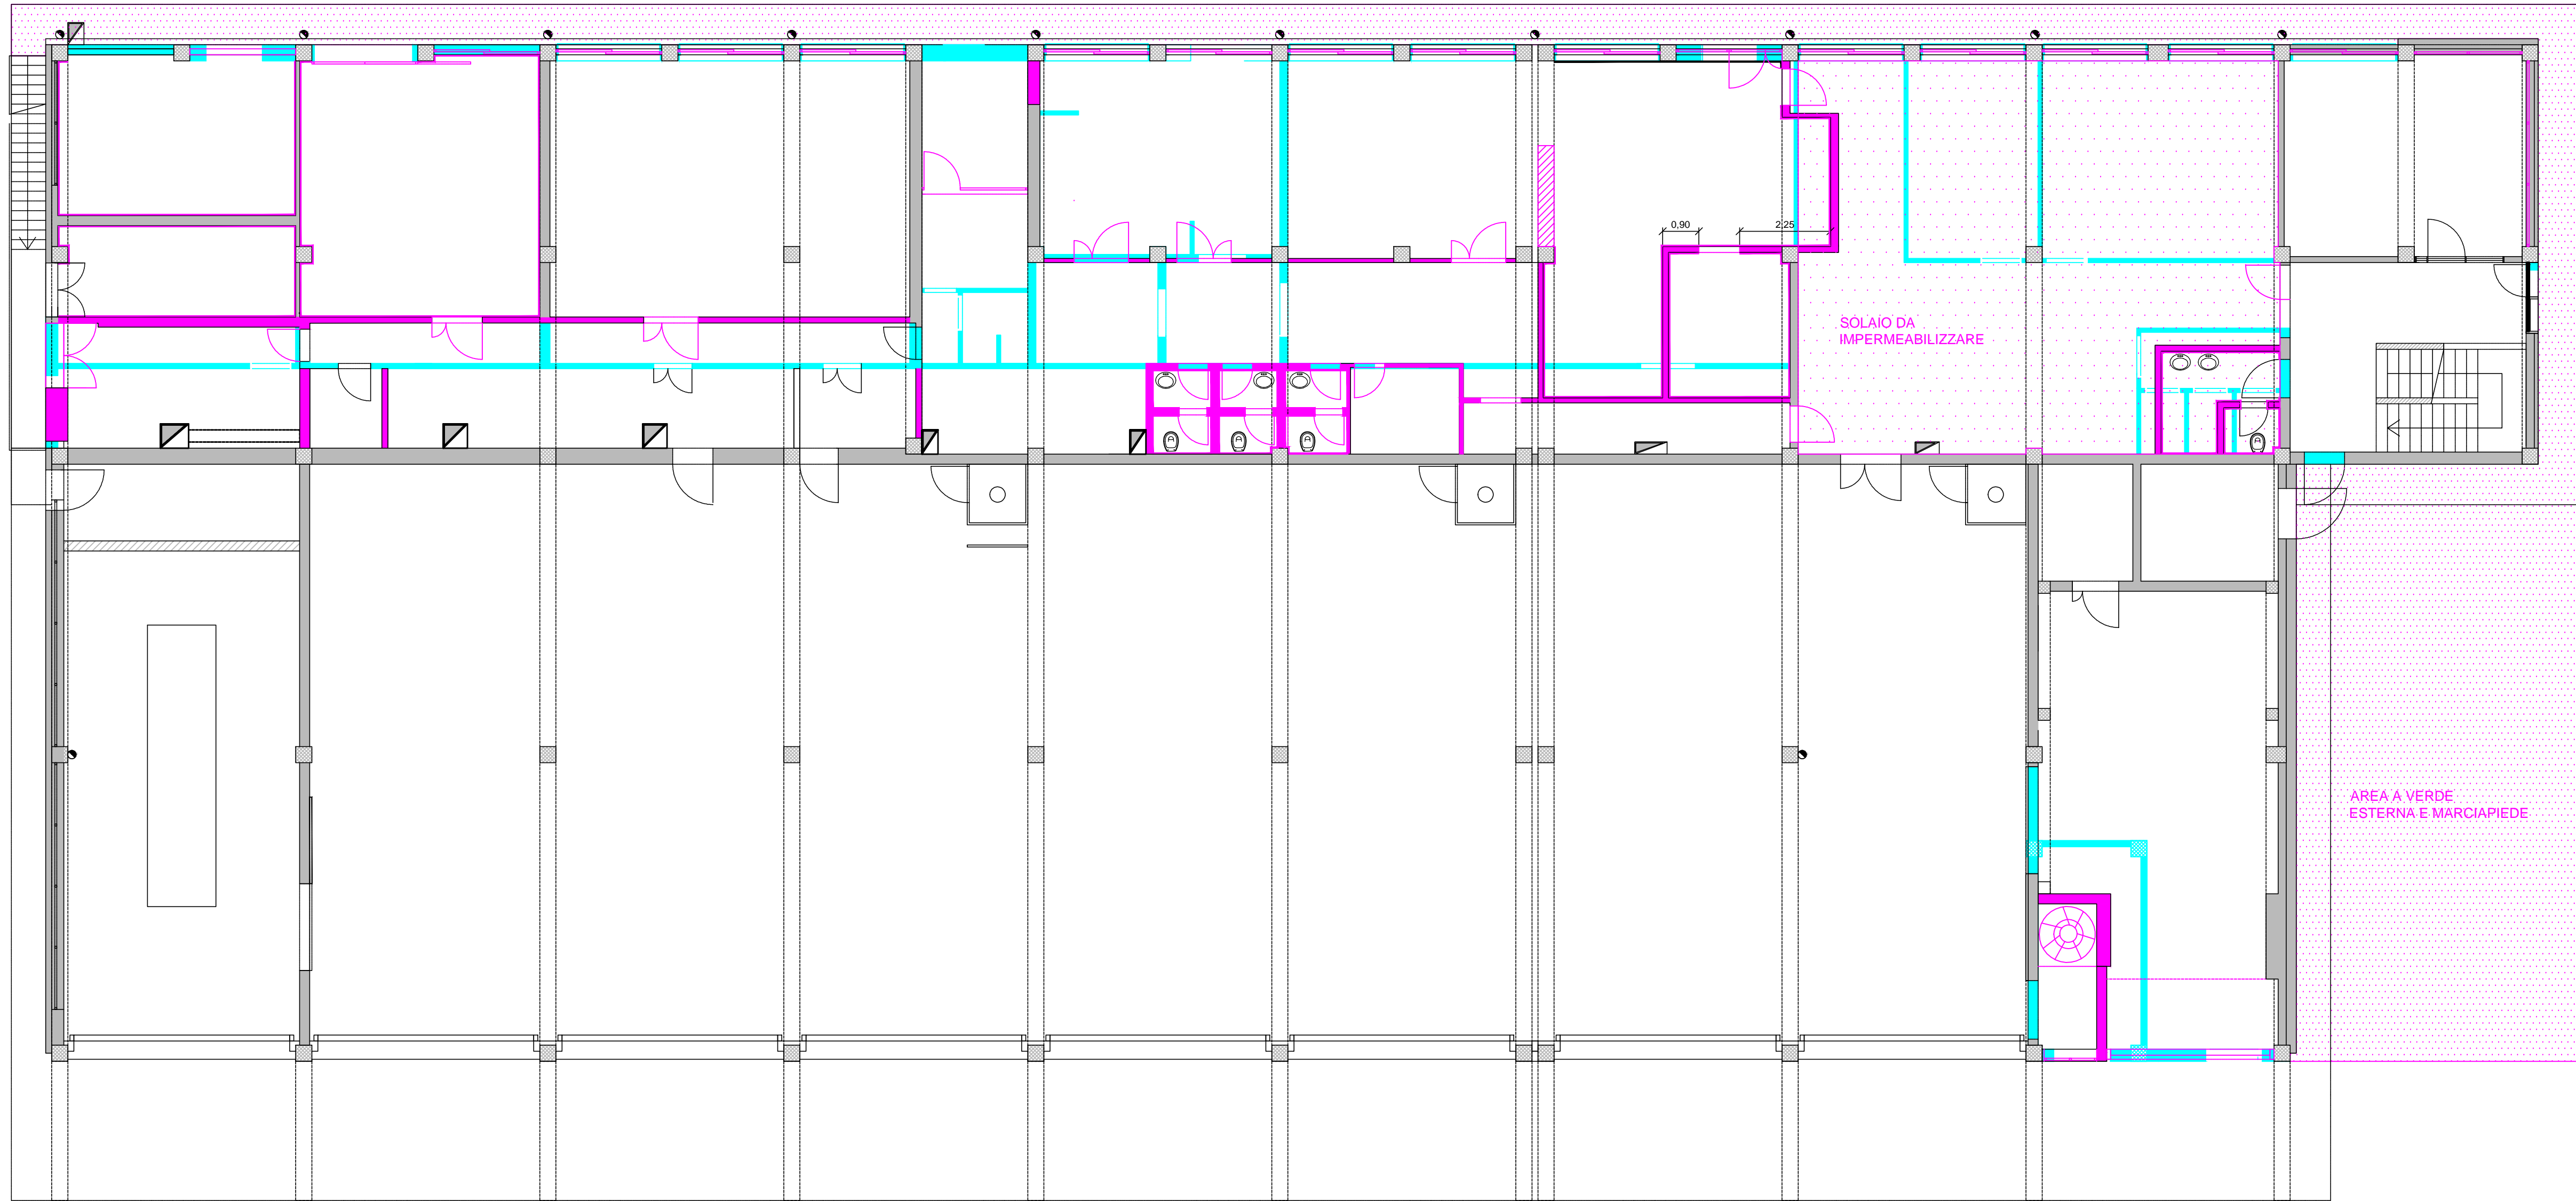 0,90
2,25
SOLAIO DA
IMPERMEABILIZZARE
AREA A VERDE
ESTERNA E MARCIAPIEDE